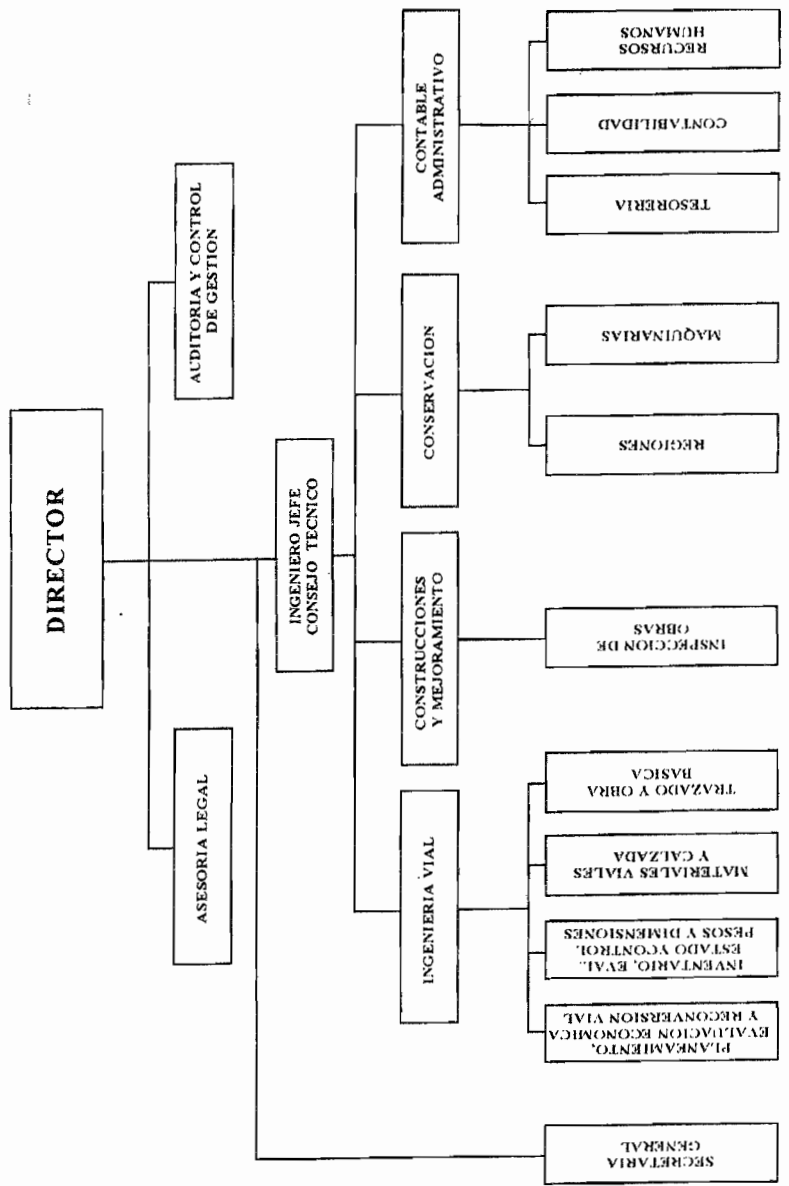 DIRECTOR
ASESORIA LEGAL
AUDITORIA Y CONTROL
DE GESTION
INGENIERO JEFE
CONSEJO TECNICO
INGENIERIA VIAL
CONSTRUCCIONES
Y MEJORAMIENTO
CONSERVACION
CONTABLE
ADMINISTRATIVO
SECRETARIA
GENERAL
PLANEAMIENTO,
EVALUACION ECONOMICA
Y RECONVERSION VIAL
INVENTARIO, EVAL.
ESTADO YCONTROL
PESOS Y DIMENSIONES
MATERIALES VIALES
Y CALZADA
TRAZADO Y OBRA
BASICA
INSPECCION DE
OBRAS
REGIONES
MAQUINARIAS
TESORERIA
CONTABILIDAD
RECURSOS
HUMANOS